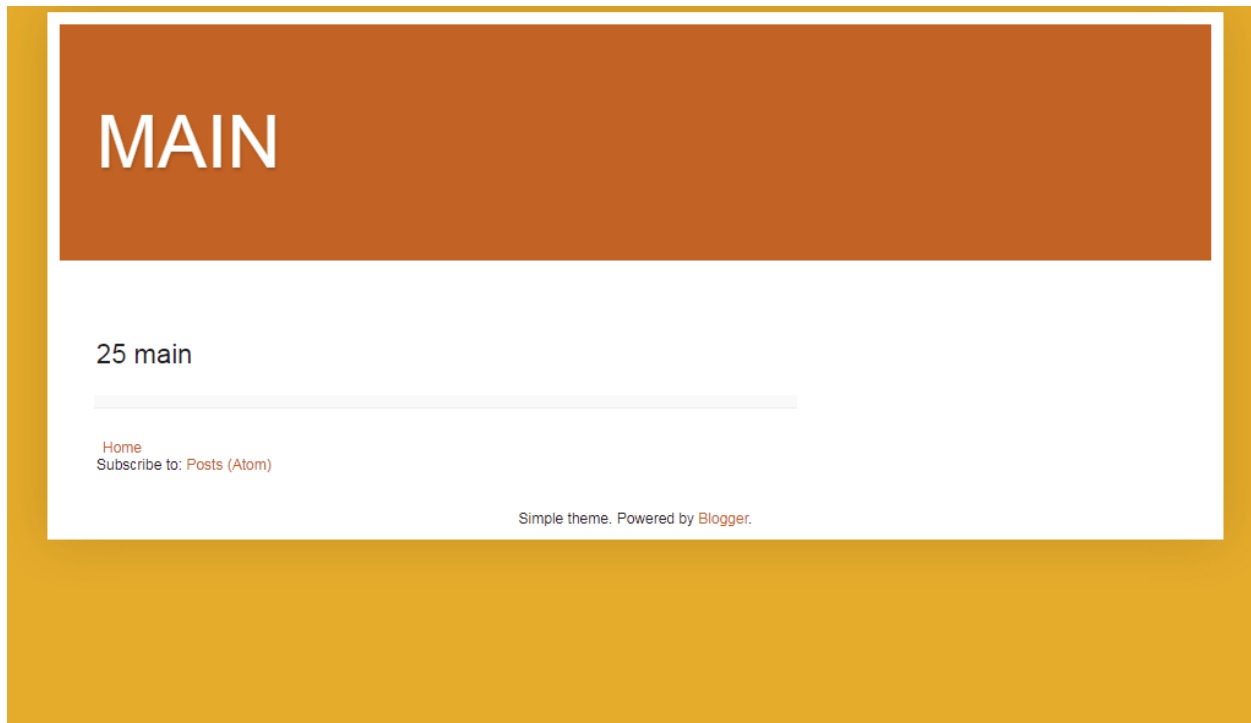 MAIN
25 main
Home
Subscribe to: Posts (Atom)
Simple theme. Powered by Blogger.